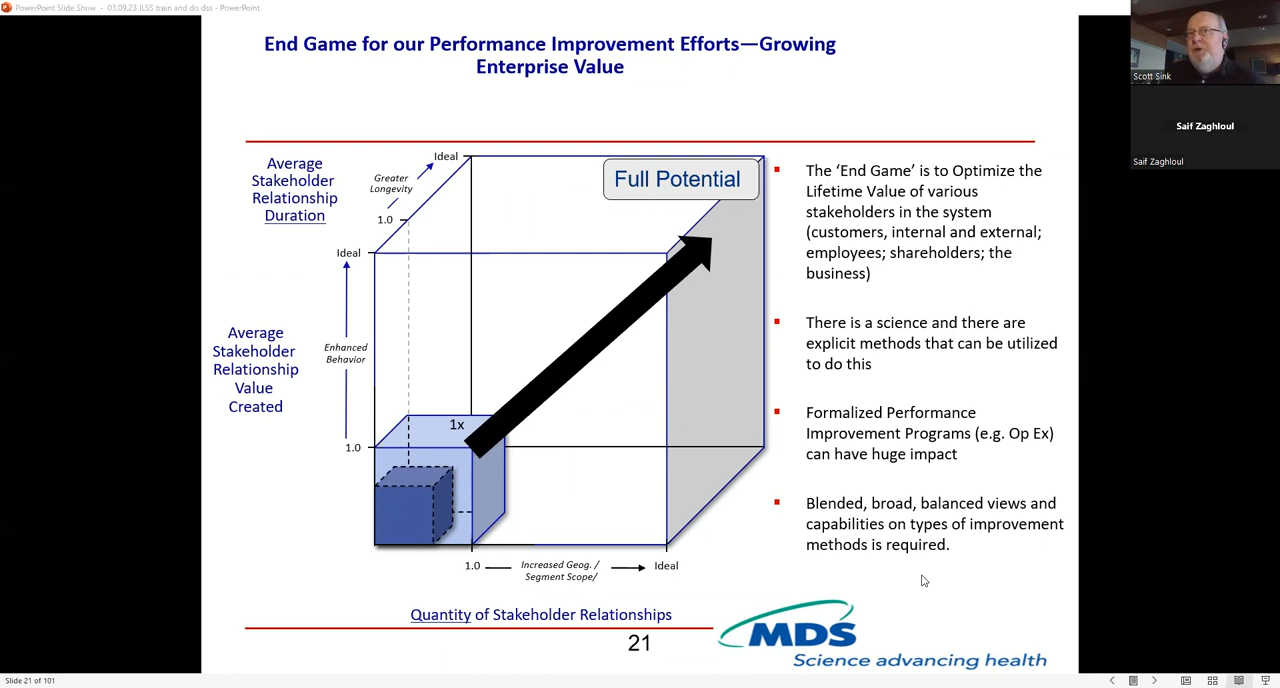 PowerPoint Slide Show - 03.09.23 ILSS train and do dss - PowerPoint
End Game for our Performance Improvement Efforts—Growing
Enterprise Value
Scott Sink
Saif Zaghloul
Saif Zaghloul
Average
Stakeholder
Relationship
Duration
Greater
Longevity
Ideal
1.0
Ideal
Full Potential
Average
Stakeholder
Relationship
Value
Created
Enhanced
Behavior
1.0
1x
1.0
Increased Geog. /
Segment Scope/
Ideal
Quantity of Stakeholder Relationships
The ‘End Game’ is to Optimize the
Lifetime Value of various
stakeholders in the system
(customers, internal and external;
employees; shareholders; the
business)
There is a science and there are
explicit methods that can be utilized
to do this
Formalized Performance
Improvement Programs (e.g. Op Ex)
can have huge impact
Blended, broad, balanced views and
capabilities on types of improvement
methods is required.
21
MDS
Science advancing health
Slide 21 of 101